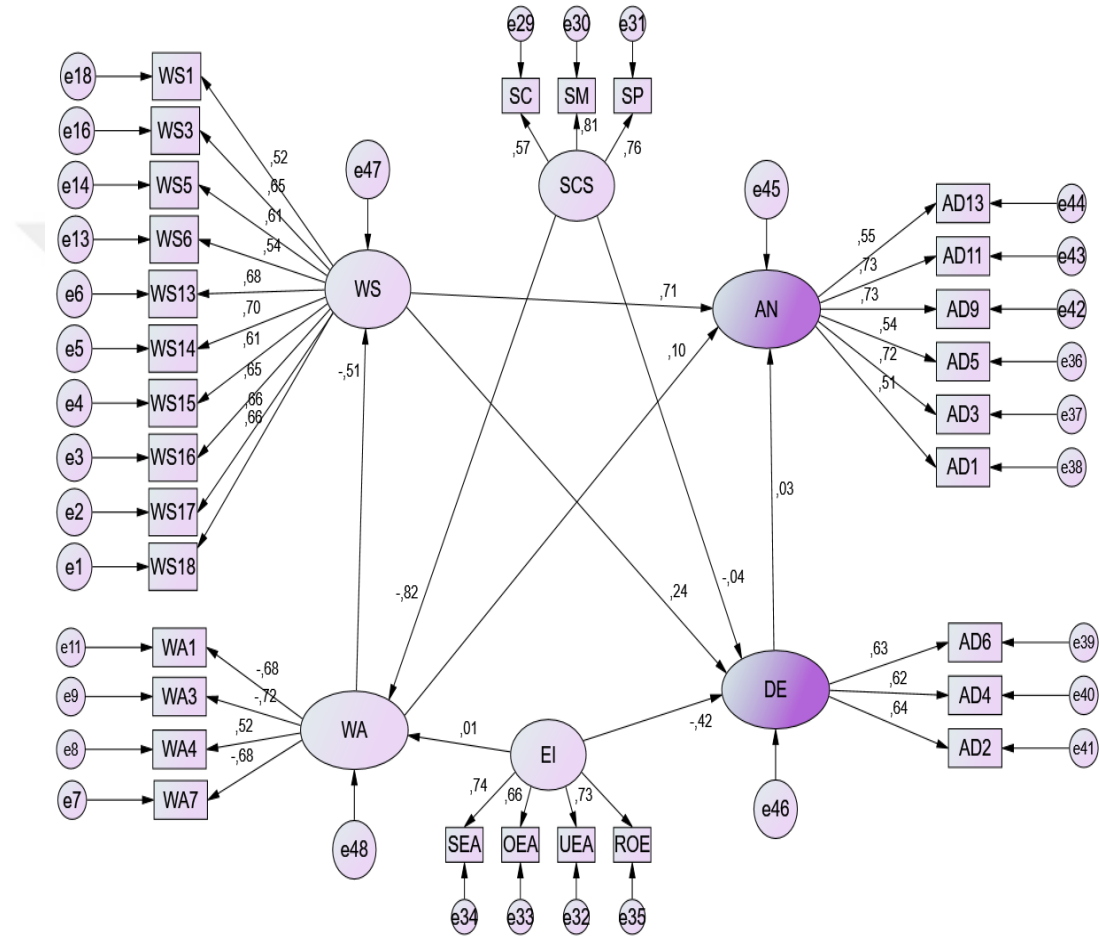 e29 e30 e31
SC SM SP
,57 ,81 ,76
SCS
e18 WS1
e16 WS3
e14 WS5
e13 WS6
e6 WS13
e5 WS14
e4 WS15
e3 WS16
e2 WS17
e1 WS18
,52
,65
,61
,54
,68
,70
,61
,65
,66
,66
e47
WS
e45
AN
,71
,10
-,51
,03
,55
,73
,73
,54
,72
,51
AD13 e44
AD11 e43
AD9 e42
AD5 e36
AD3 e37
AD1 e38
-,82
,24
-,04
e11 WA1
e9 WA3
e8 WA4
e7 WA7
-,68
-,72
,52
-,68
WA
e48
,01
EI
-,42
DE
e46
,63
,62
,64
AD6 e39
AD4 e40
AD2 e41
,74 ,66 ,73
SEA OEA UEA ROE
e34 e33 e32 e35